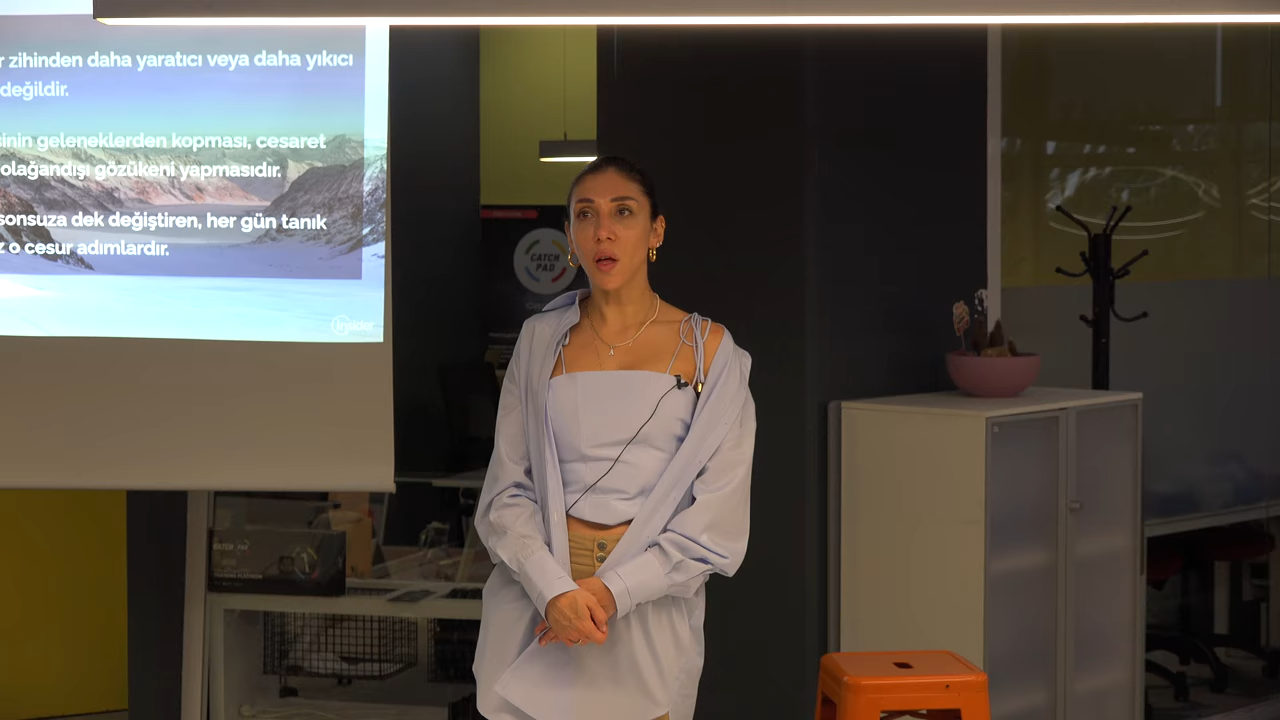 zihinden daha yaratıcı veya daha yıkıcı
değildir.
geleneklerden kopması, cesaret
olağandışı gözükeni yapmasıdır.
sonsuza dek değiştiren, her gün tanık
o cesur adımlardır.
insider
CATCH
PAD